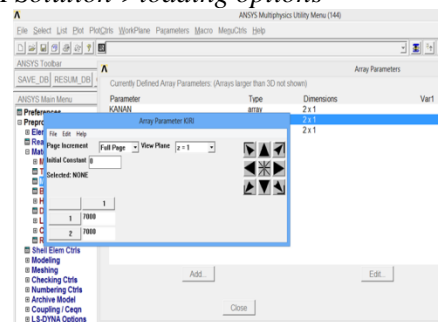 Solution > loading options
ANSYS Multiphysics Utility Menu (144)
File Select List Plot PlotCtrls WorkPlane Parameters Macro MenuCtrls Help
ANSYS Toolbar
SAVE_DB RESUM_DB
Array Parameters
Currently Defined Array Parameters: (Arrays larger than 3D not shown)
Parameter Type Dimensions Var1
KANAN array 2 x 1
2 x 1
2 x 1
ANSYS Main Menu
Preferences
Prepro
Array Parameter KIRI
File Edit Help
Page Increment Full Page View Plane z = 1
Initial Constant 0
Selected: NONE
1
1 7000
2 7000
Shell Elem Ctrls
Modeling
Meshing
Checking Ctrls
Numbering Ctrls
Archive Model
Coupling / Ceqn
LS-DYNA Options
Add... Edit...
Close